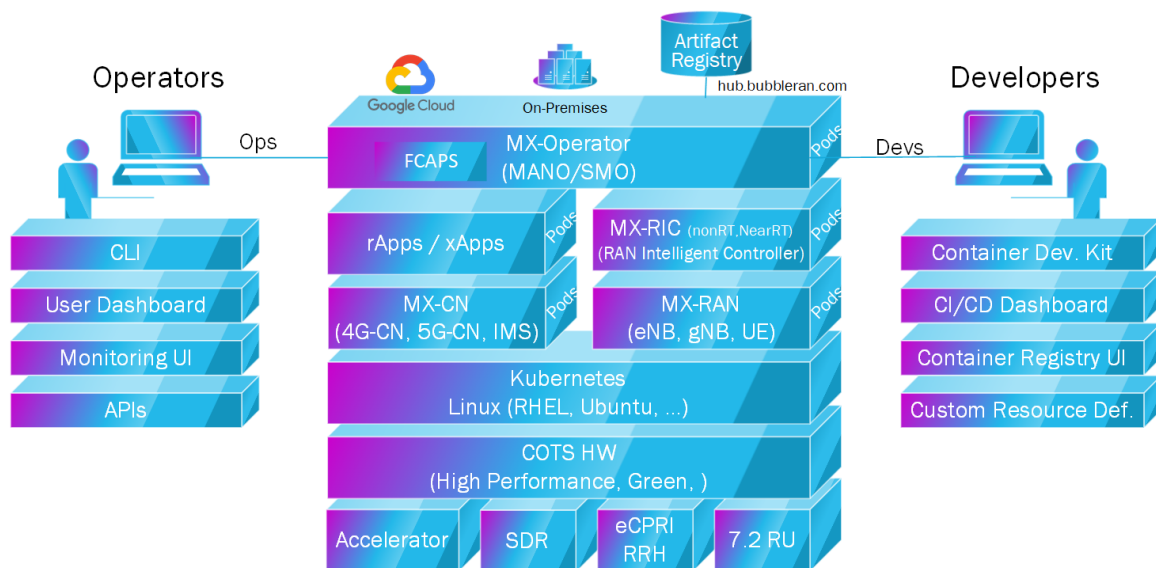 Artifact
Registry
hub.bubbleran.com
Operators
Google Cloud
On-Premises
Developers
Ops
MX-Operator
(MANO/SMO)
FCAPS
Pods
Devs
rApps / xApps
Pods
MX-RIC (nonRT,NearRT)
(RAN Intelligent Controller)
Pods
MX-CN
(4G-CN, 5G-CN, IMS)
Pods
MX-RAN
(eNB, gNB, UE)
Pods
Kubernetes
Linux (RHEL, Ubuntu, ...)
COTS HW
(High Performance, Green, )
Accelerator
SDR
eCPRI
RRH
7.2 RU
CLI
User Dashboard
Monitoring UI
APIs
Container Dev. Kit
CI/CD Dashboard
Container Registry UI
Custom Resource Def.